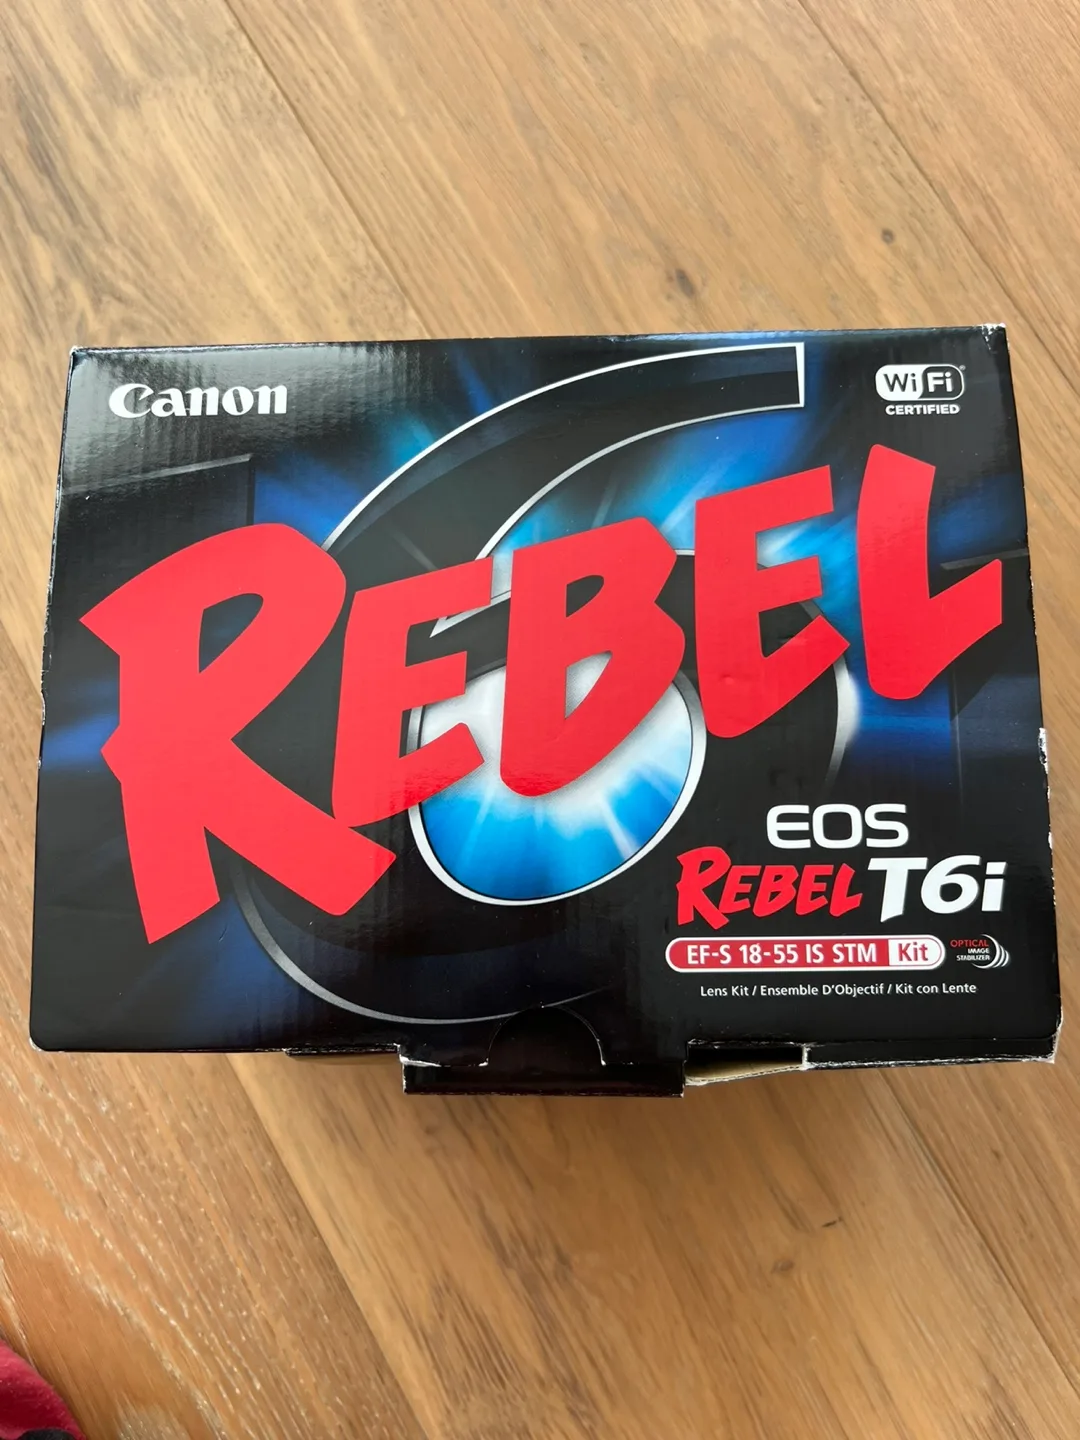 Canon
Wi Fi
CERTIFIED
REBEL
EOS
REBEL T6i
EF-S 18-55 IS STM Kit
OPTICAL
IMAGE
STABILIZER
Lens Kit / Ensemble D'Objectif / Kit con Lente